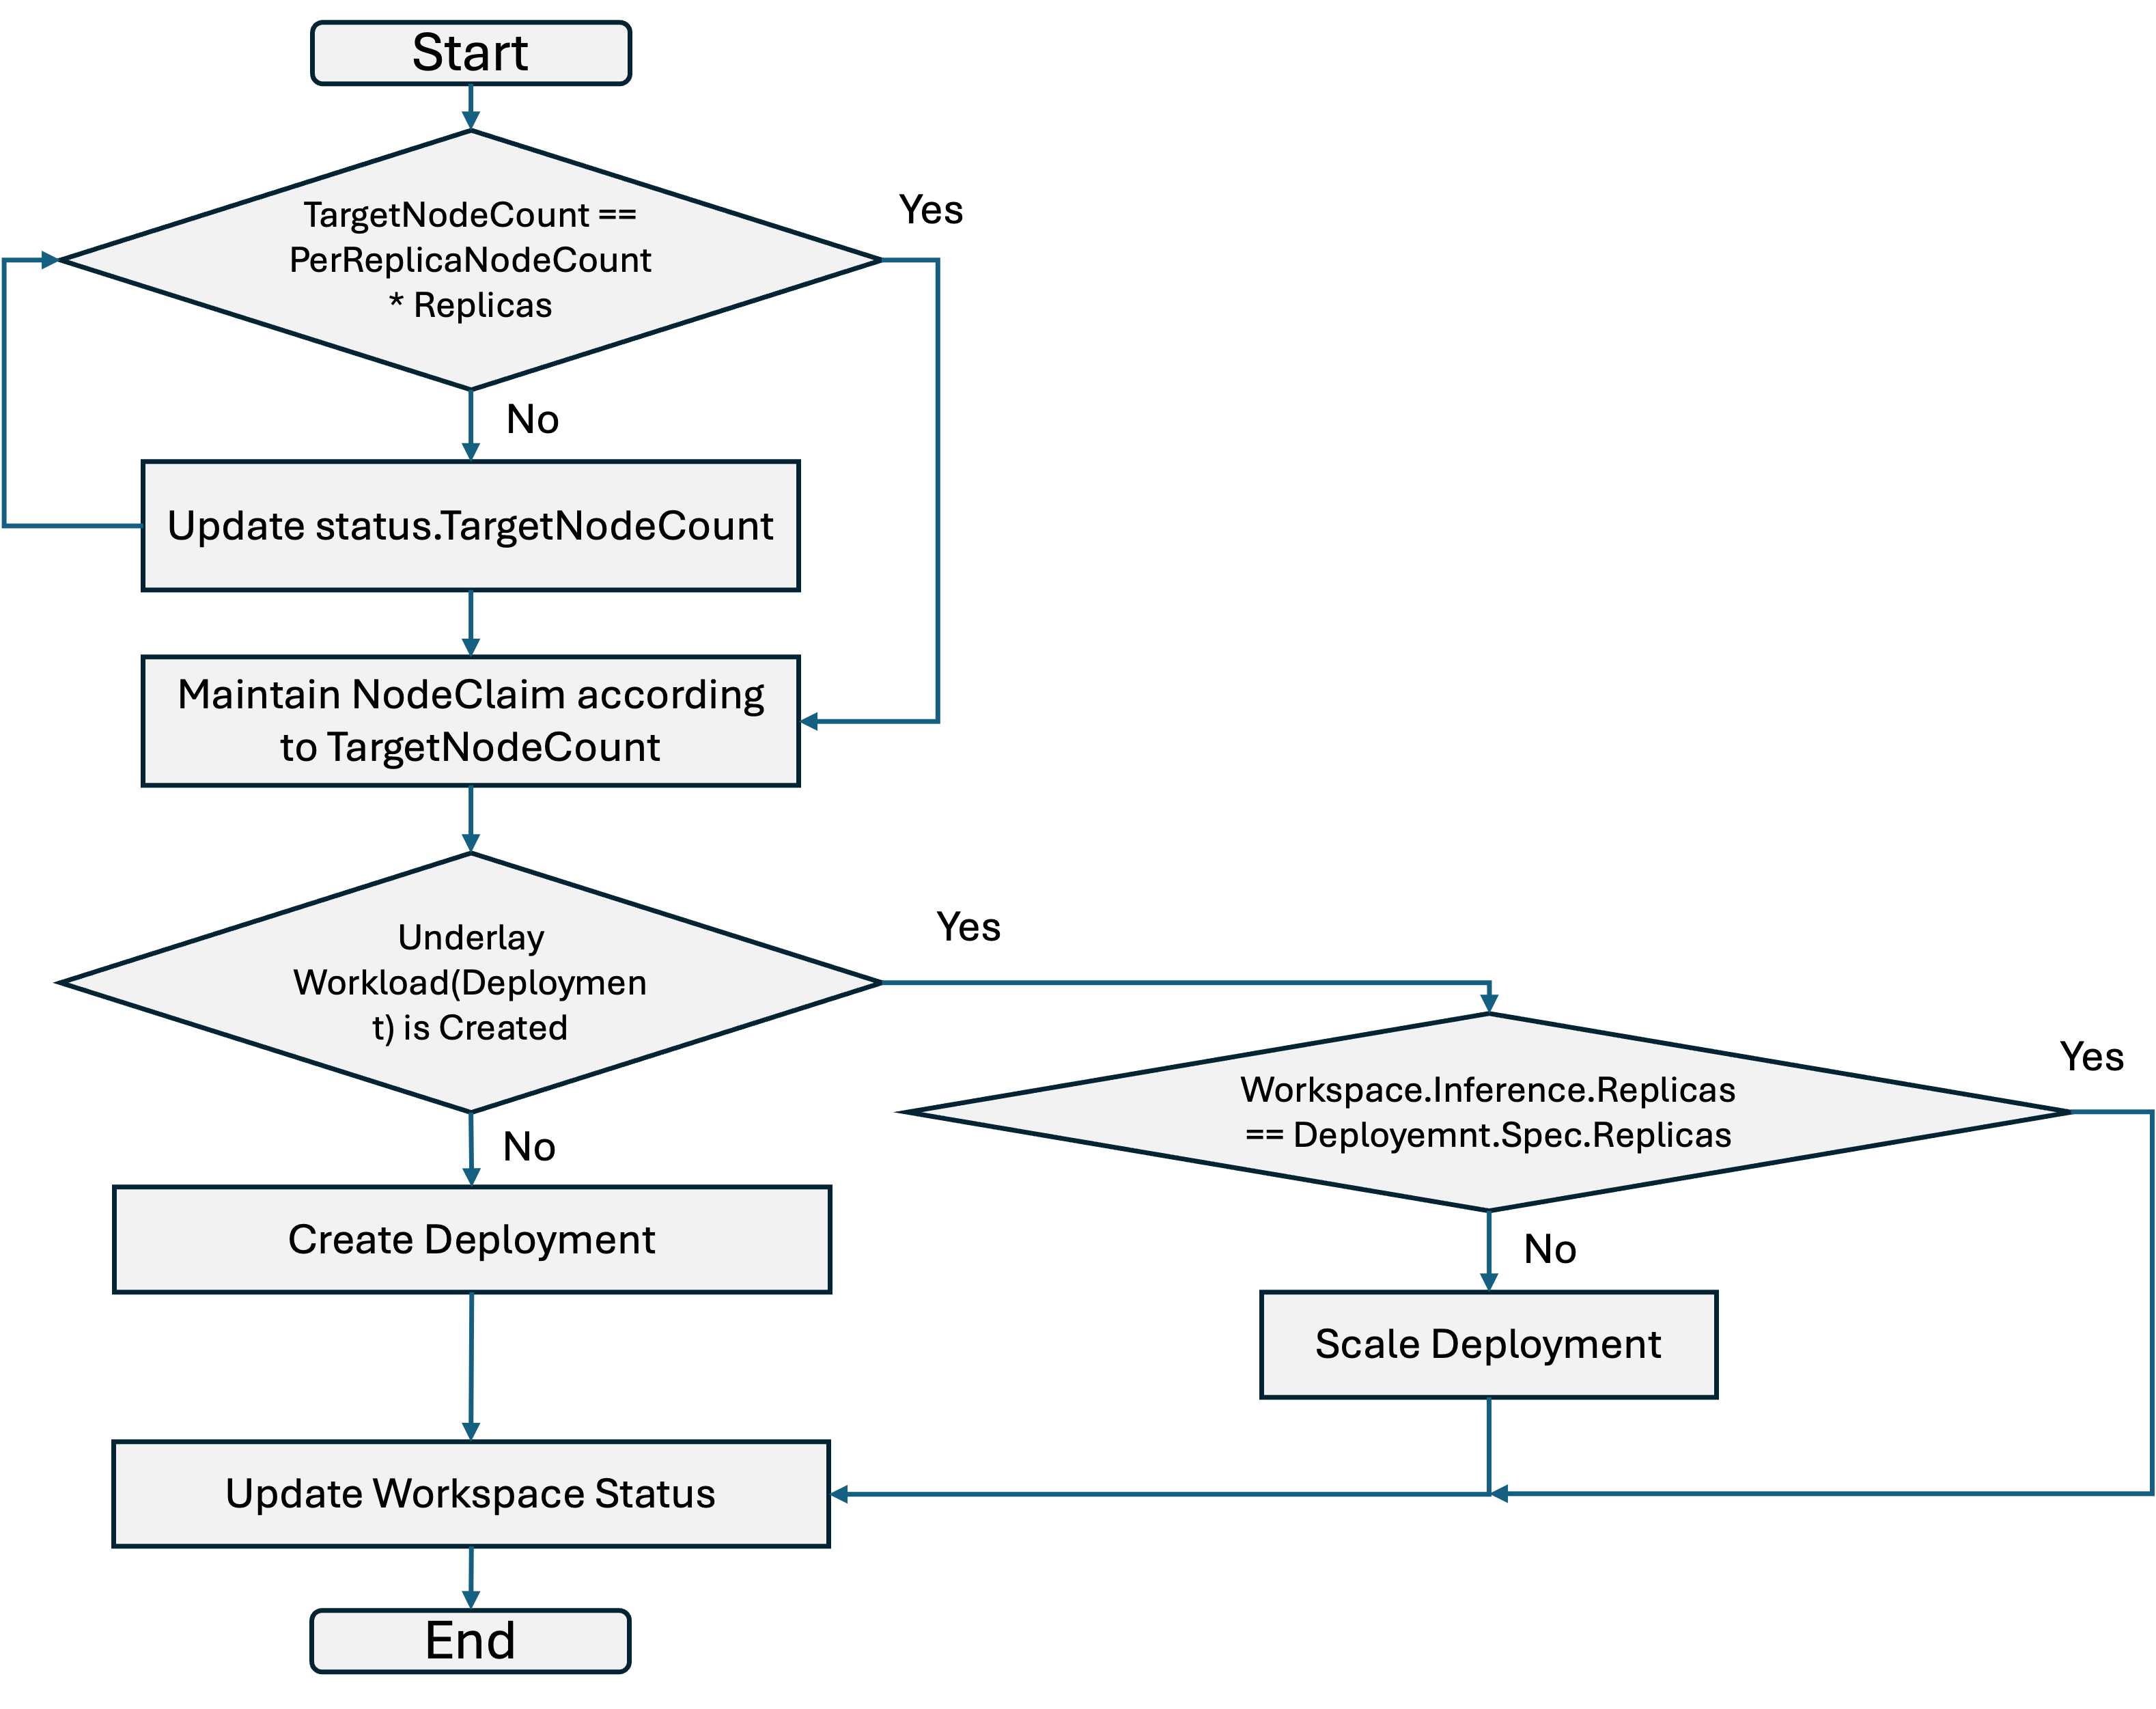 Start
TargetNodeCount ==
PerReplicaNodeCount
* Replicas
Yes
No
Update status.TargetNodeCount
Maintain NodeClaim according
to TargetNodeCount
Underlay
Workload(Deploymen
t) is Created
Yes
No
Workspace.Inference.Replicas
== Deployemnt.Spec.Replicas
Yes
No
Create Deployment
Scale Deployment
Update Workspace Status
End